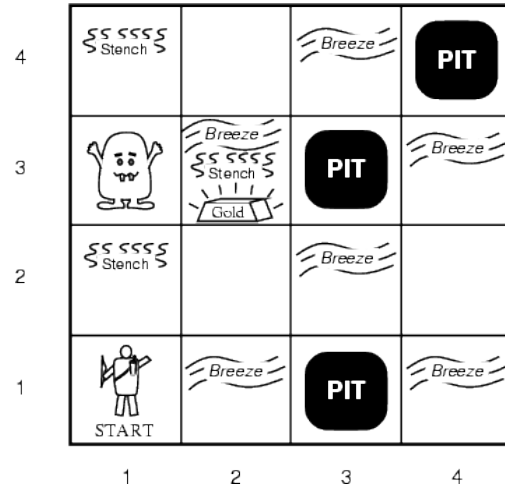 4
Stench
Breeze
PIT
3
Breeze
Stench
Gold
PIT
Breeze
2
Stench
Breeze
1
START
Breeze
PIT
Breeze
1 2 3 4